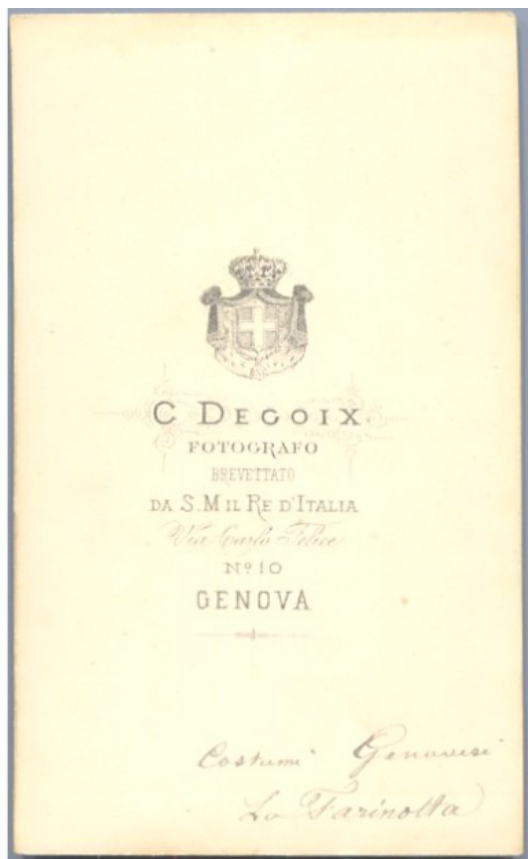 C DEGOIX
FOTOGRAFO
BREVETTATO
DA S. M IL RE D'ITALIA
Via Carlo Felice
Nº 10
GENOVA
Costumi Genovesi
La Farinotta